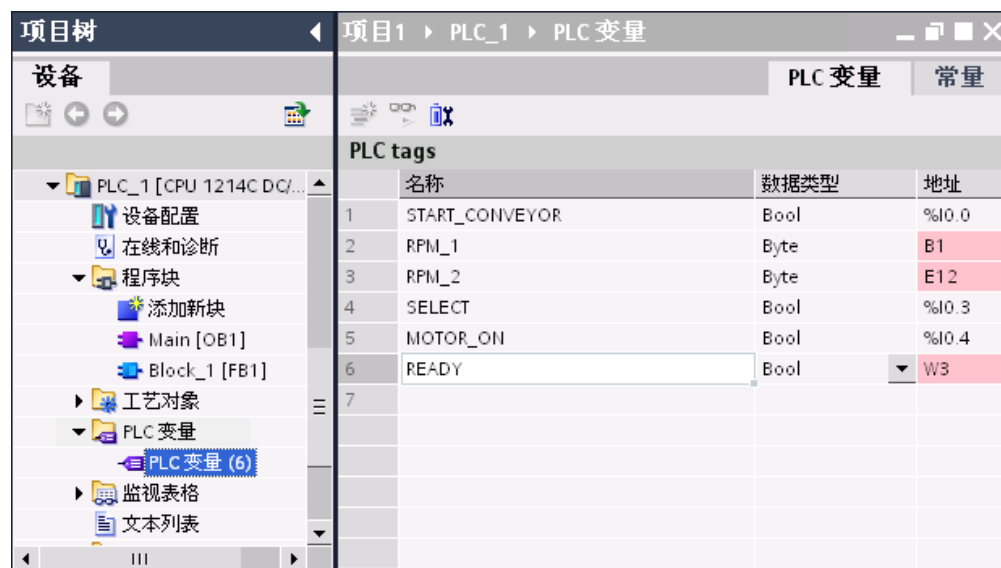 项目树
项目1 PLC_1 PLC 变量
设备
PLC 变量 常量
PLC tags
名称 数据类型 地址
1 START_CONVEYOR Bool %I0.0
2 RPM_1 Byte B1
3 RPM_2 Byte E12
4 SELECT Bool %I0.3
5 MOTOR_ON Bool %I0.4
6 READY Bool W3
7
PLC_1 [CPU 1214C DC/...
设备配置
在线和诊断
程序块
添加新块
Main [OB1]
Block_1 [FB1]
工艺对象
PLC 变量
PLC 变量 (6)
监视表格
文本列表